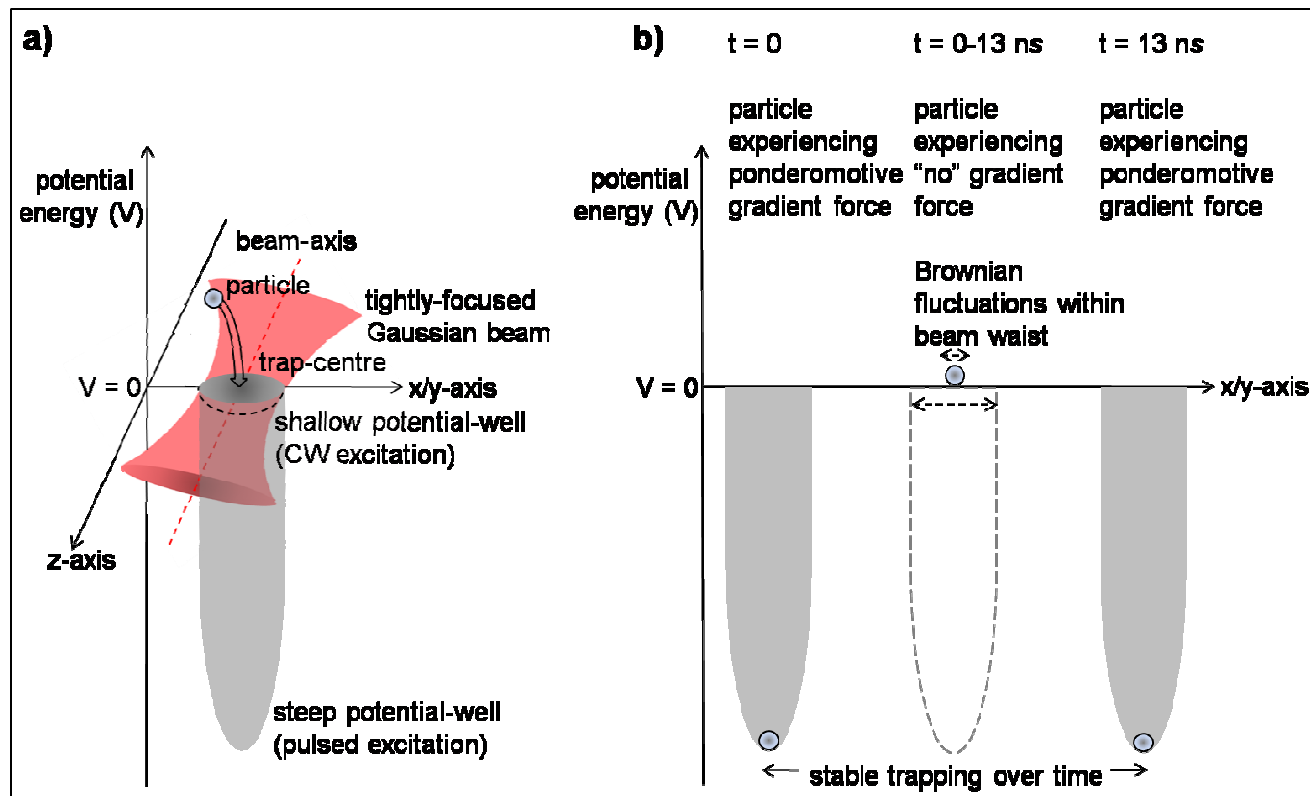 a)
potential
energy (V)
beam-axis
particle
tightly-focused
Gaussian beam
trap-centre
V = 0
x/y-axis
shallow potential-well
(CW excitation)
z-axis
steep potential-well
(pulsed excitation)
b)
t = 0
t = 0-13 ns
t = 13 ns
particle
experiencing
ponderomotive
gradient force
particle
experiencing
“no” gradient
force
particle
experiencing
ponderomotive
gradient force
potential
energy (V)
Brownian
fluctuations within
beam waist
V = 0
x/y-axis
stable trapping over time